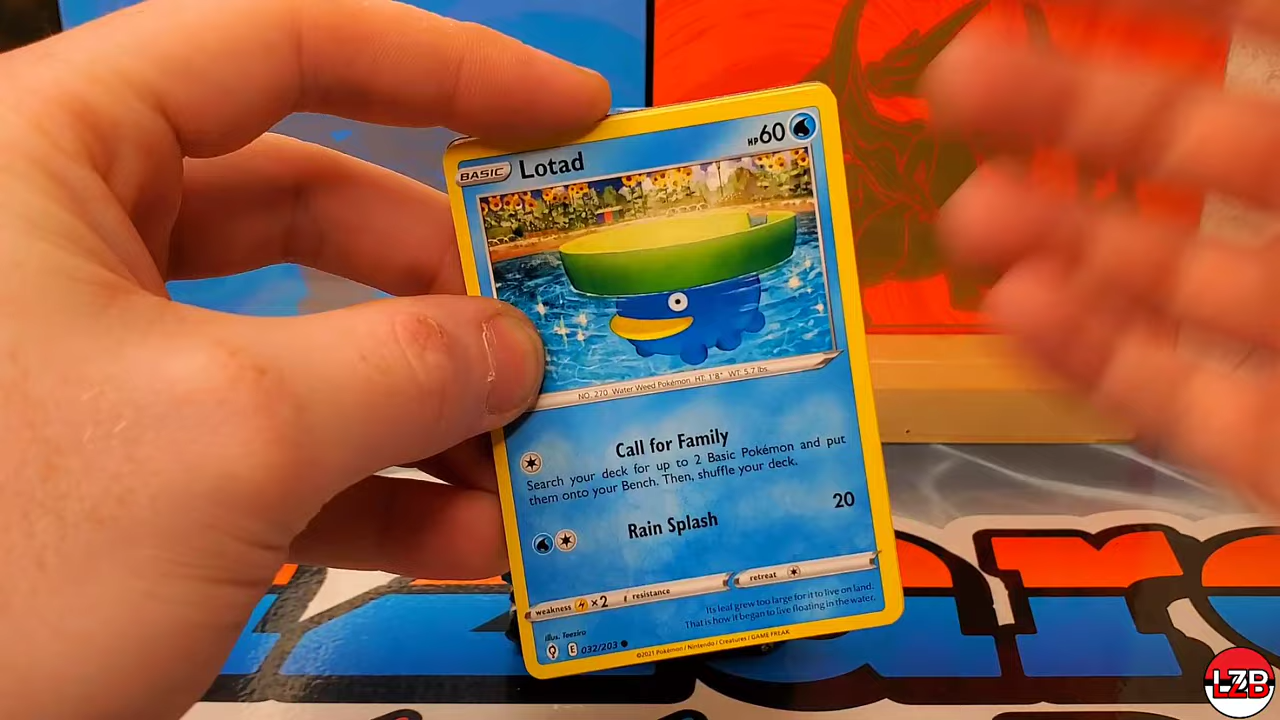 BASIC Lotad HP 60
NO. 270 Water Weed Pokémon HT: 1'8" WT: 5.7 lbs.
Call for Family
Search your deck for up to 2 Basic Pokémon and put
them onto your Bench. Then, shuffle your deck.
Rain Splash 20
weakness ×2 resistance retreat
Its leaf grew too large for it to live on land.
That is how it began to live floating in the water.
Illus. Teeziro
E 032/203
©2021 Pokémon / Nintendo / Creatures / GAME FREAK
LZB